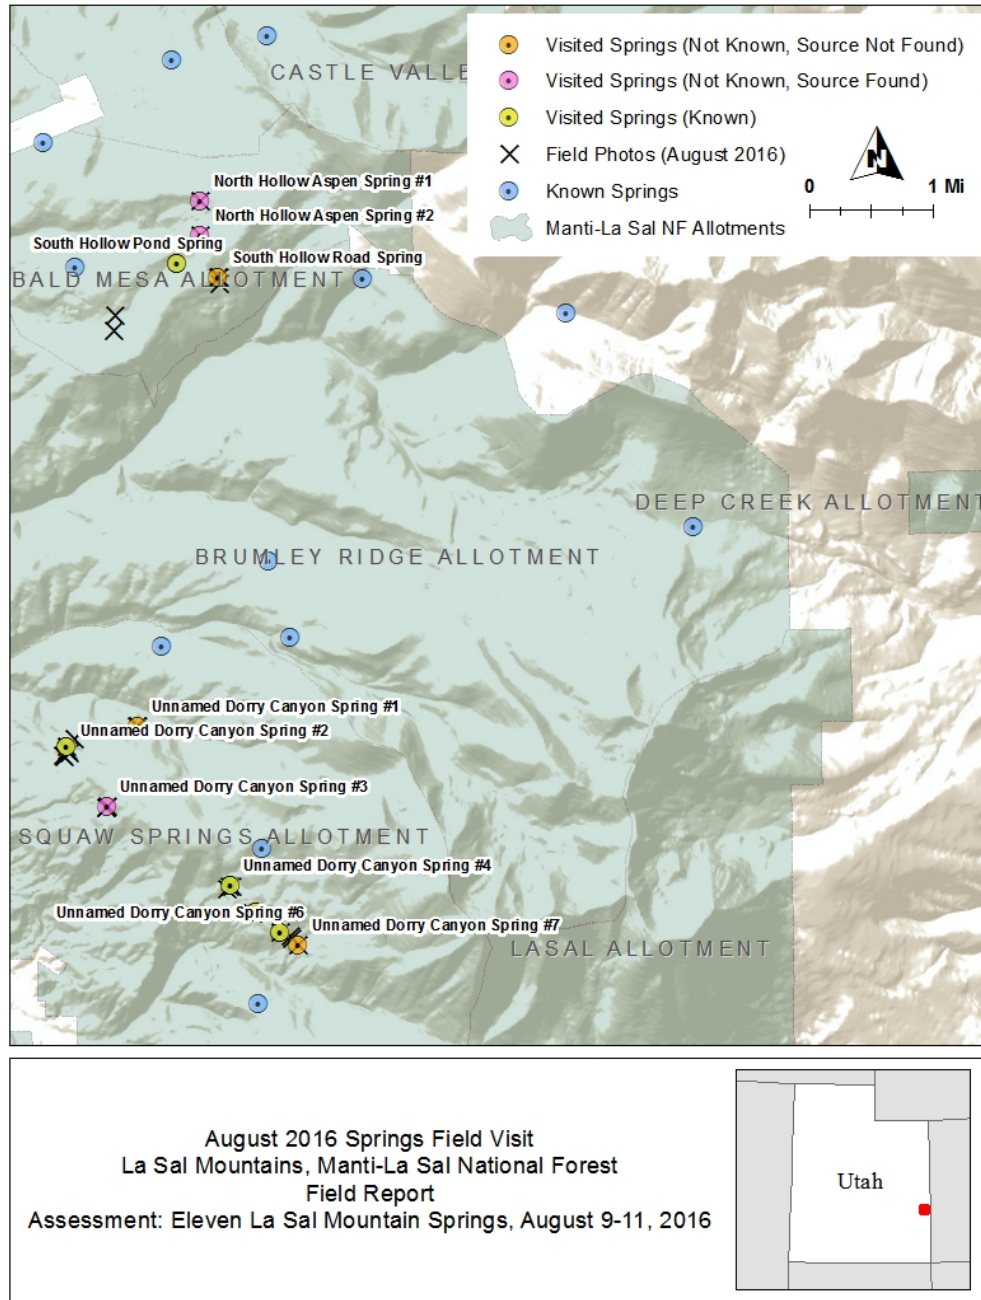 Visited Springs (Not Known, Source Not Found)
Visited Springs (Not Known, Source Found)
Visited Springs (Known)
Field Photos (August 2016)
Known Springs
Manti-La Sal NF Allotments
N
0 1 Mi
CASTLE VALLE
North Hollow Aspen Spring #1
North Hollow Aspen Spring #2
South Hollow Pond Spring
South Hollow Road Spring
BALD MESA ALLOTMENT
DEEP CREEK ALLOTMENT
BRUMLEY RIDGE ALLOTMENT
Unnamed Dorry Canyon Spring #1
Unnamed Dorry Canyon Spring #2
Unnamed Dorry Canyon Spring #3
SQUAW SPRINGS ALLOTMENT
Unnamed Dorry Canyon Spring #4
Unnamed Dorry Canyon Spring #6
Unnamed Dorry Canyon Spring #7
LASAL ALLOTMENT
August 2016 Springs Field Visit
La Sal Mountains, Manti-La Sal National Forest
Field Report
Assessment: Eleven La Sal Mountain Springs, August 9-11, 2016
Utah